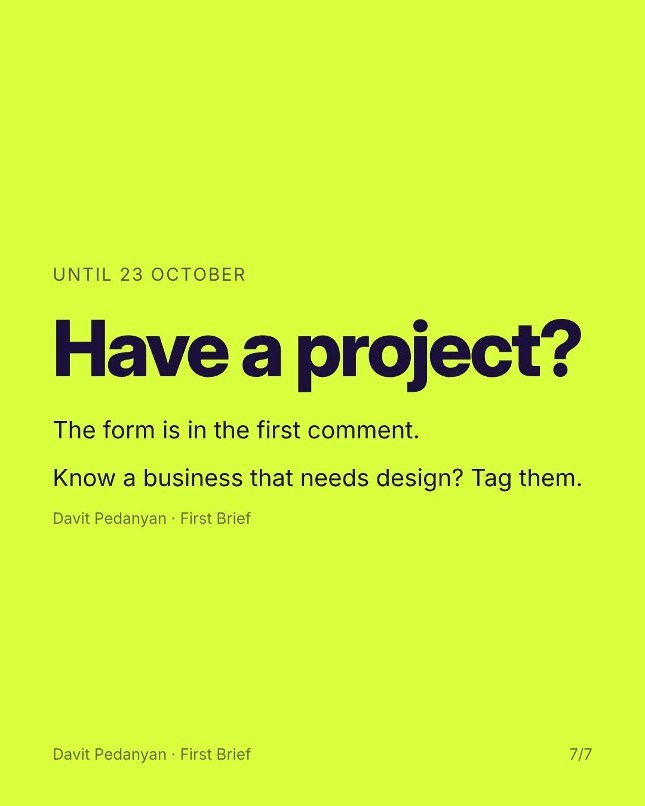 UNTIL 23 OCTOBER
Have a project?
The form is in the first comment.
Know a business that needs design? Tag them.
Davit Pedanyan · First Brief
Davit Pedanyan · First Brief
7/7